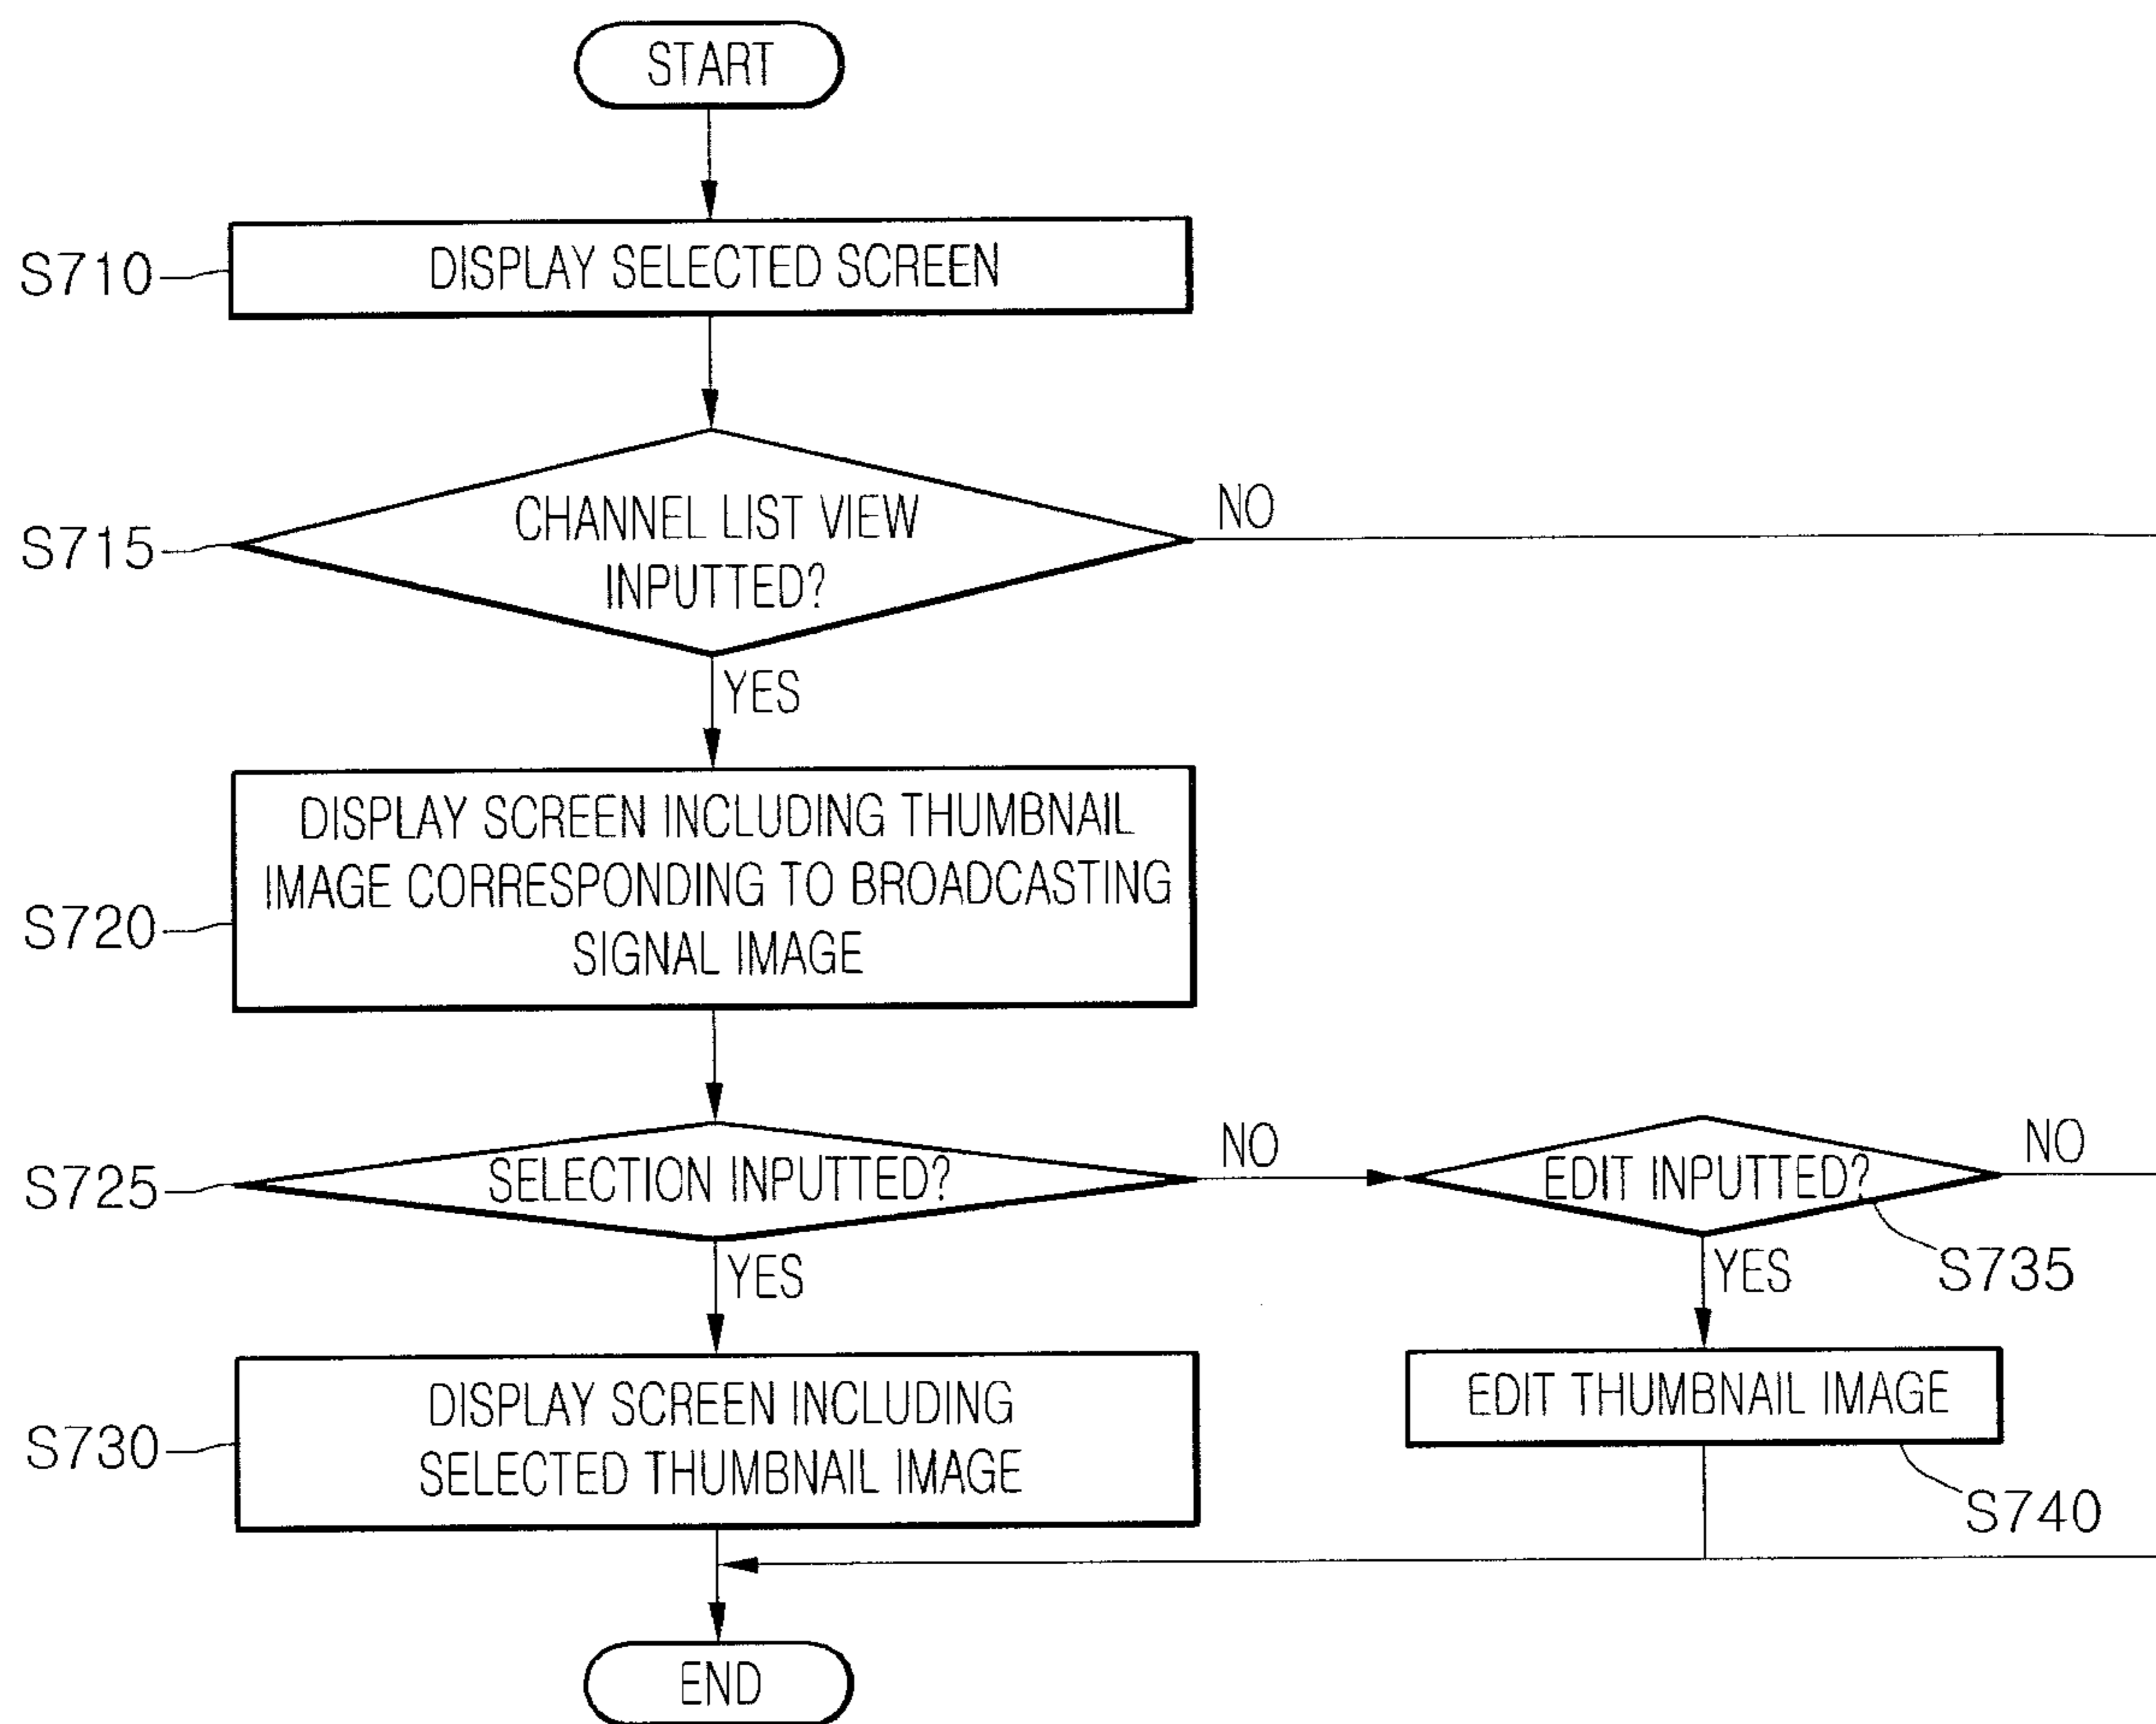 START
S710
DISPLAY SELECTED SCREEN
S715
CHANNEL LIST VIEW
INPUTTED?
NO
YES
S720
DISPLAY SCREEN INCLUDING THUMBNAIL
IMAGE CORRESPONDING TO BROADCASTING
SIGNAL IMAGE
S725
SELECTION INPUTTED?
NO
EDIT INPUTTED?
NO
YES
YES
S735
S730
DISPLAY SCREEN INCLUDING
SELECTED THUMBNAIL IMAGE
EDIT THUMBNAIL IMAGE
S740
END